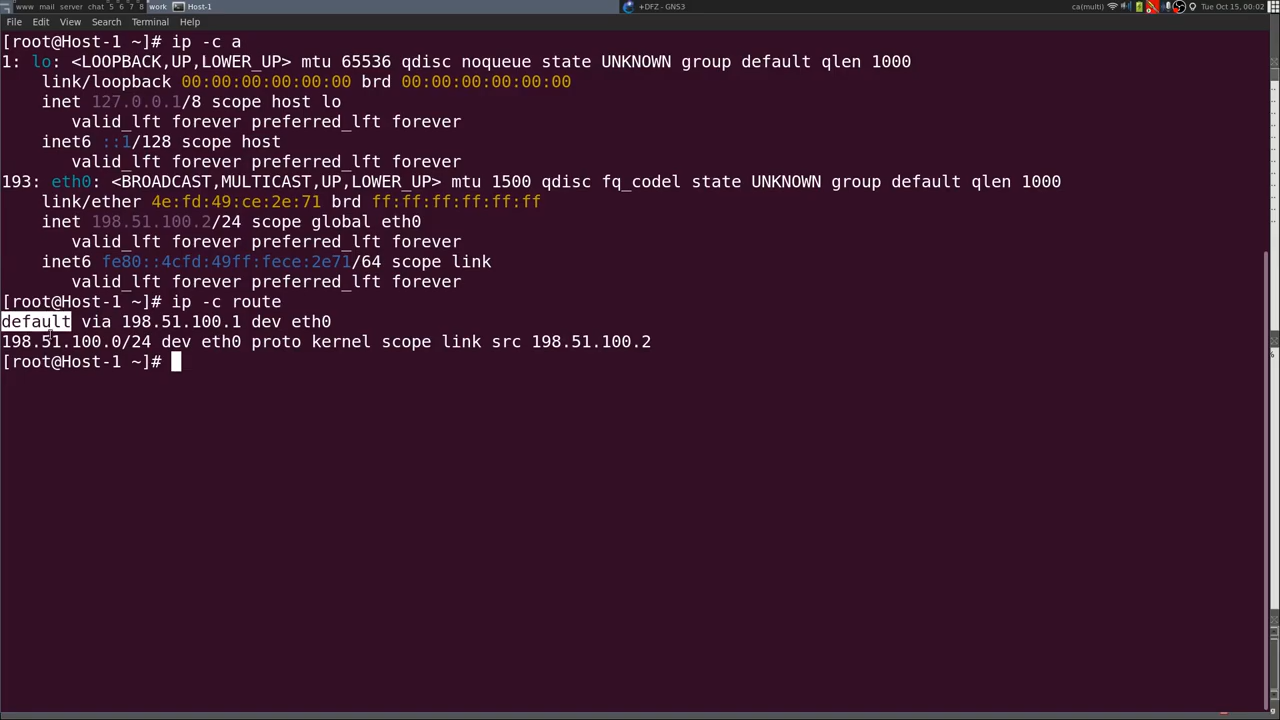 www mail server chat 5 6 7 8 work Host-1 +DFZ - GNS3 ca(multi) Tue Oct 15, 00:02
File Edit View Search Terminal Help
[root@Host-1 ~]# ip -c a
1: lo: <LOOPBACK,UP,LOWER_UP> mtu 65536 qdisc noqueue state UNKNOWN group default qlen 1000
    link/loopback 00:00:00:00:00:00 brd 00:00:00:00:00:00
    inet 127.0.0.1/8 scope host lo
       valid_lft forever preferred_lft forever
    inet6 ::1/128 scope host
       valid_lft forever preferred_lft forever
193: eth0: <BROADCAST,MULTICAST,UP,LOWER_UP> mtu 1500 qdisc fq_codel state UNKNOWN group default qlen 1000
    link/ether 4e:fd:49:ce:2e:71 brd ff:ff:ff:ff:ff:ff
    inet 198.51.100.2/24 scope global eth0
       valid_lft forever preferred_lft forever
    inet6 fe80::4cfd:49ff:fece:2e71/64 scope link
       valid_lft forever preferred_lft forever
[root@Host-1 ~]# ip -c route
default via 198.51.100.1 dev eth0
198.51.100.0/24 dev eth0 proto kernel scope link src 198.51.100.2
[root@Host-1 ~]#